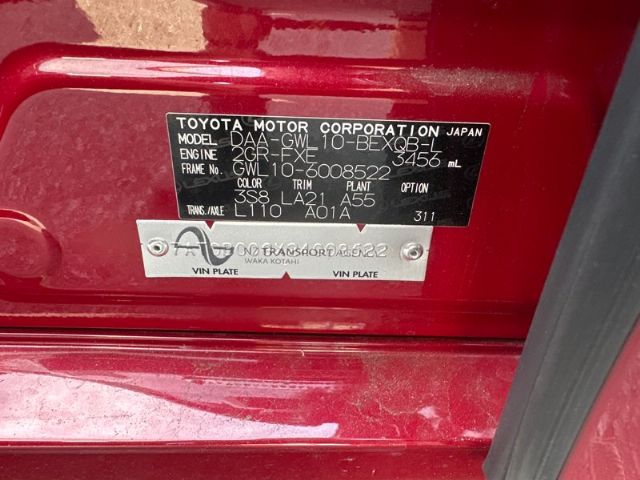 TOYOTA MOTOR CORPORATION JAPAN
MODEL DAA-GWL10-BEXQB-L
ENGINE 2GR-FXE 3456 mL
FRAME No. GWL10-6008522
COLOR TRIM PLANT OPTION
3S8 LA21 A55
TRANS./AXLE L110 A01A 311
NZ TRANSPORT AGENCY
WAKA KOTAHI
VIN PLATE VIN PLATE